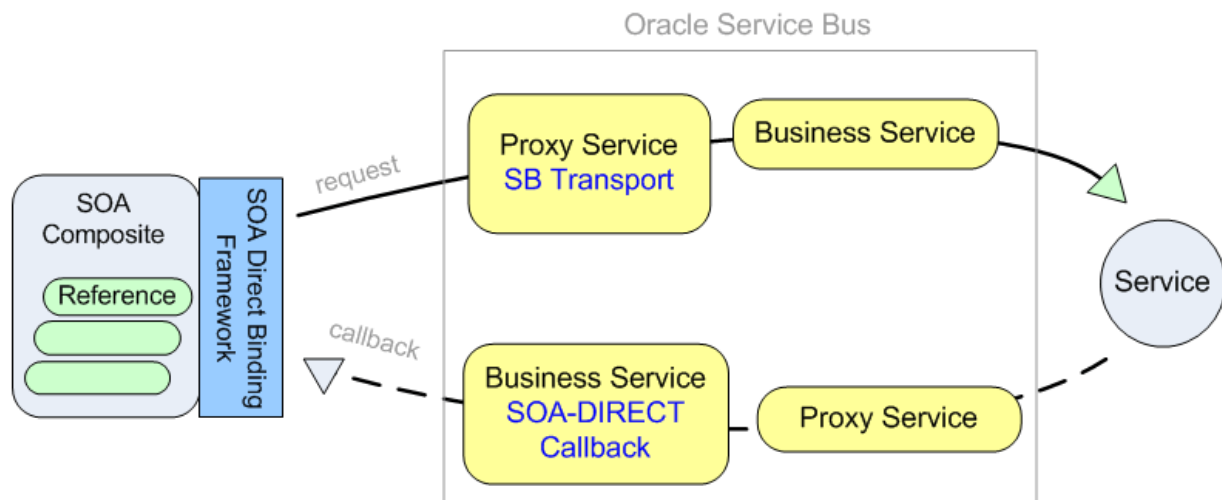 Oracle Service Bus
Proxy Service
SB Transport
Business Service
request
SOA
Composite
SOA Direct Binding
Framework
Reference
Service
callback
Business Service
SOA-DIRECT
Callback
Proxy Service